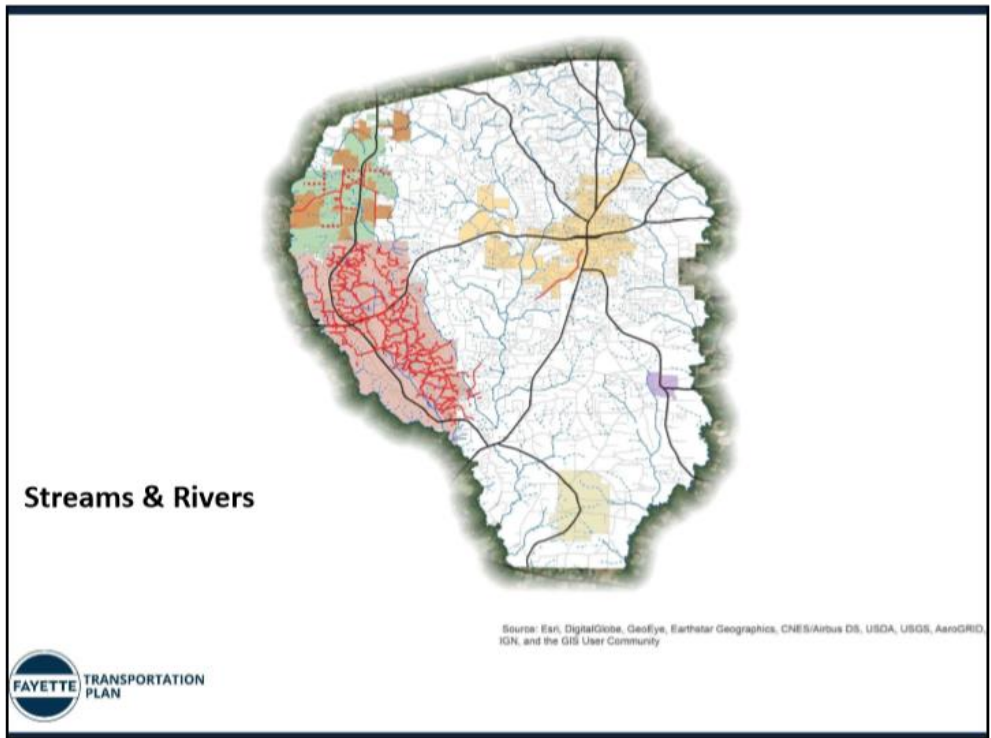 Streams & Rivers
Source: Esri, DigitalGlobe, GeoEye, Earthstar Geographics, CNES/Airbus DS, USDA, USGS, AeroGRID,
IGN, and the GIS User Community
FAYETTE
TRANSPORTATION
PLAN